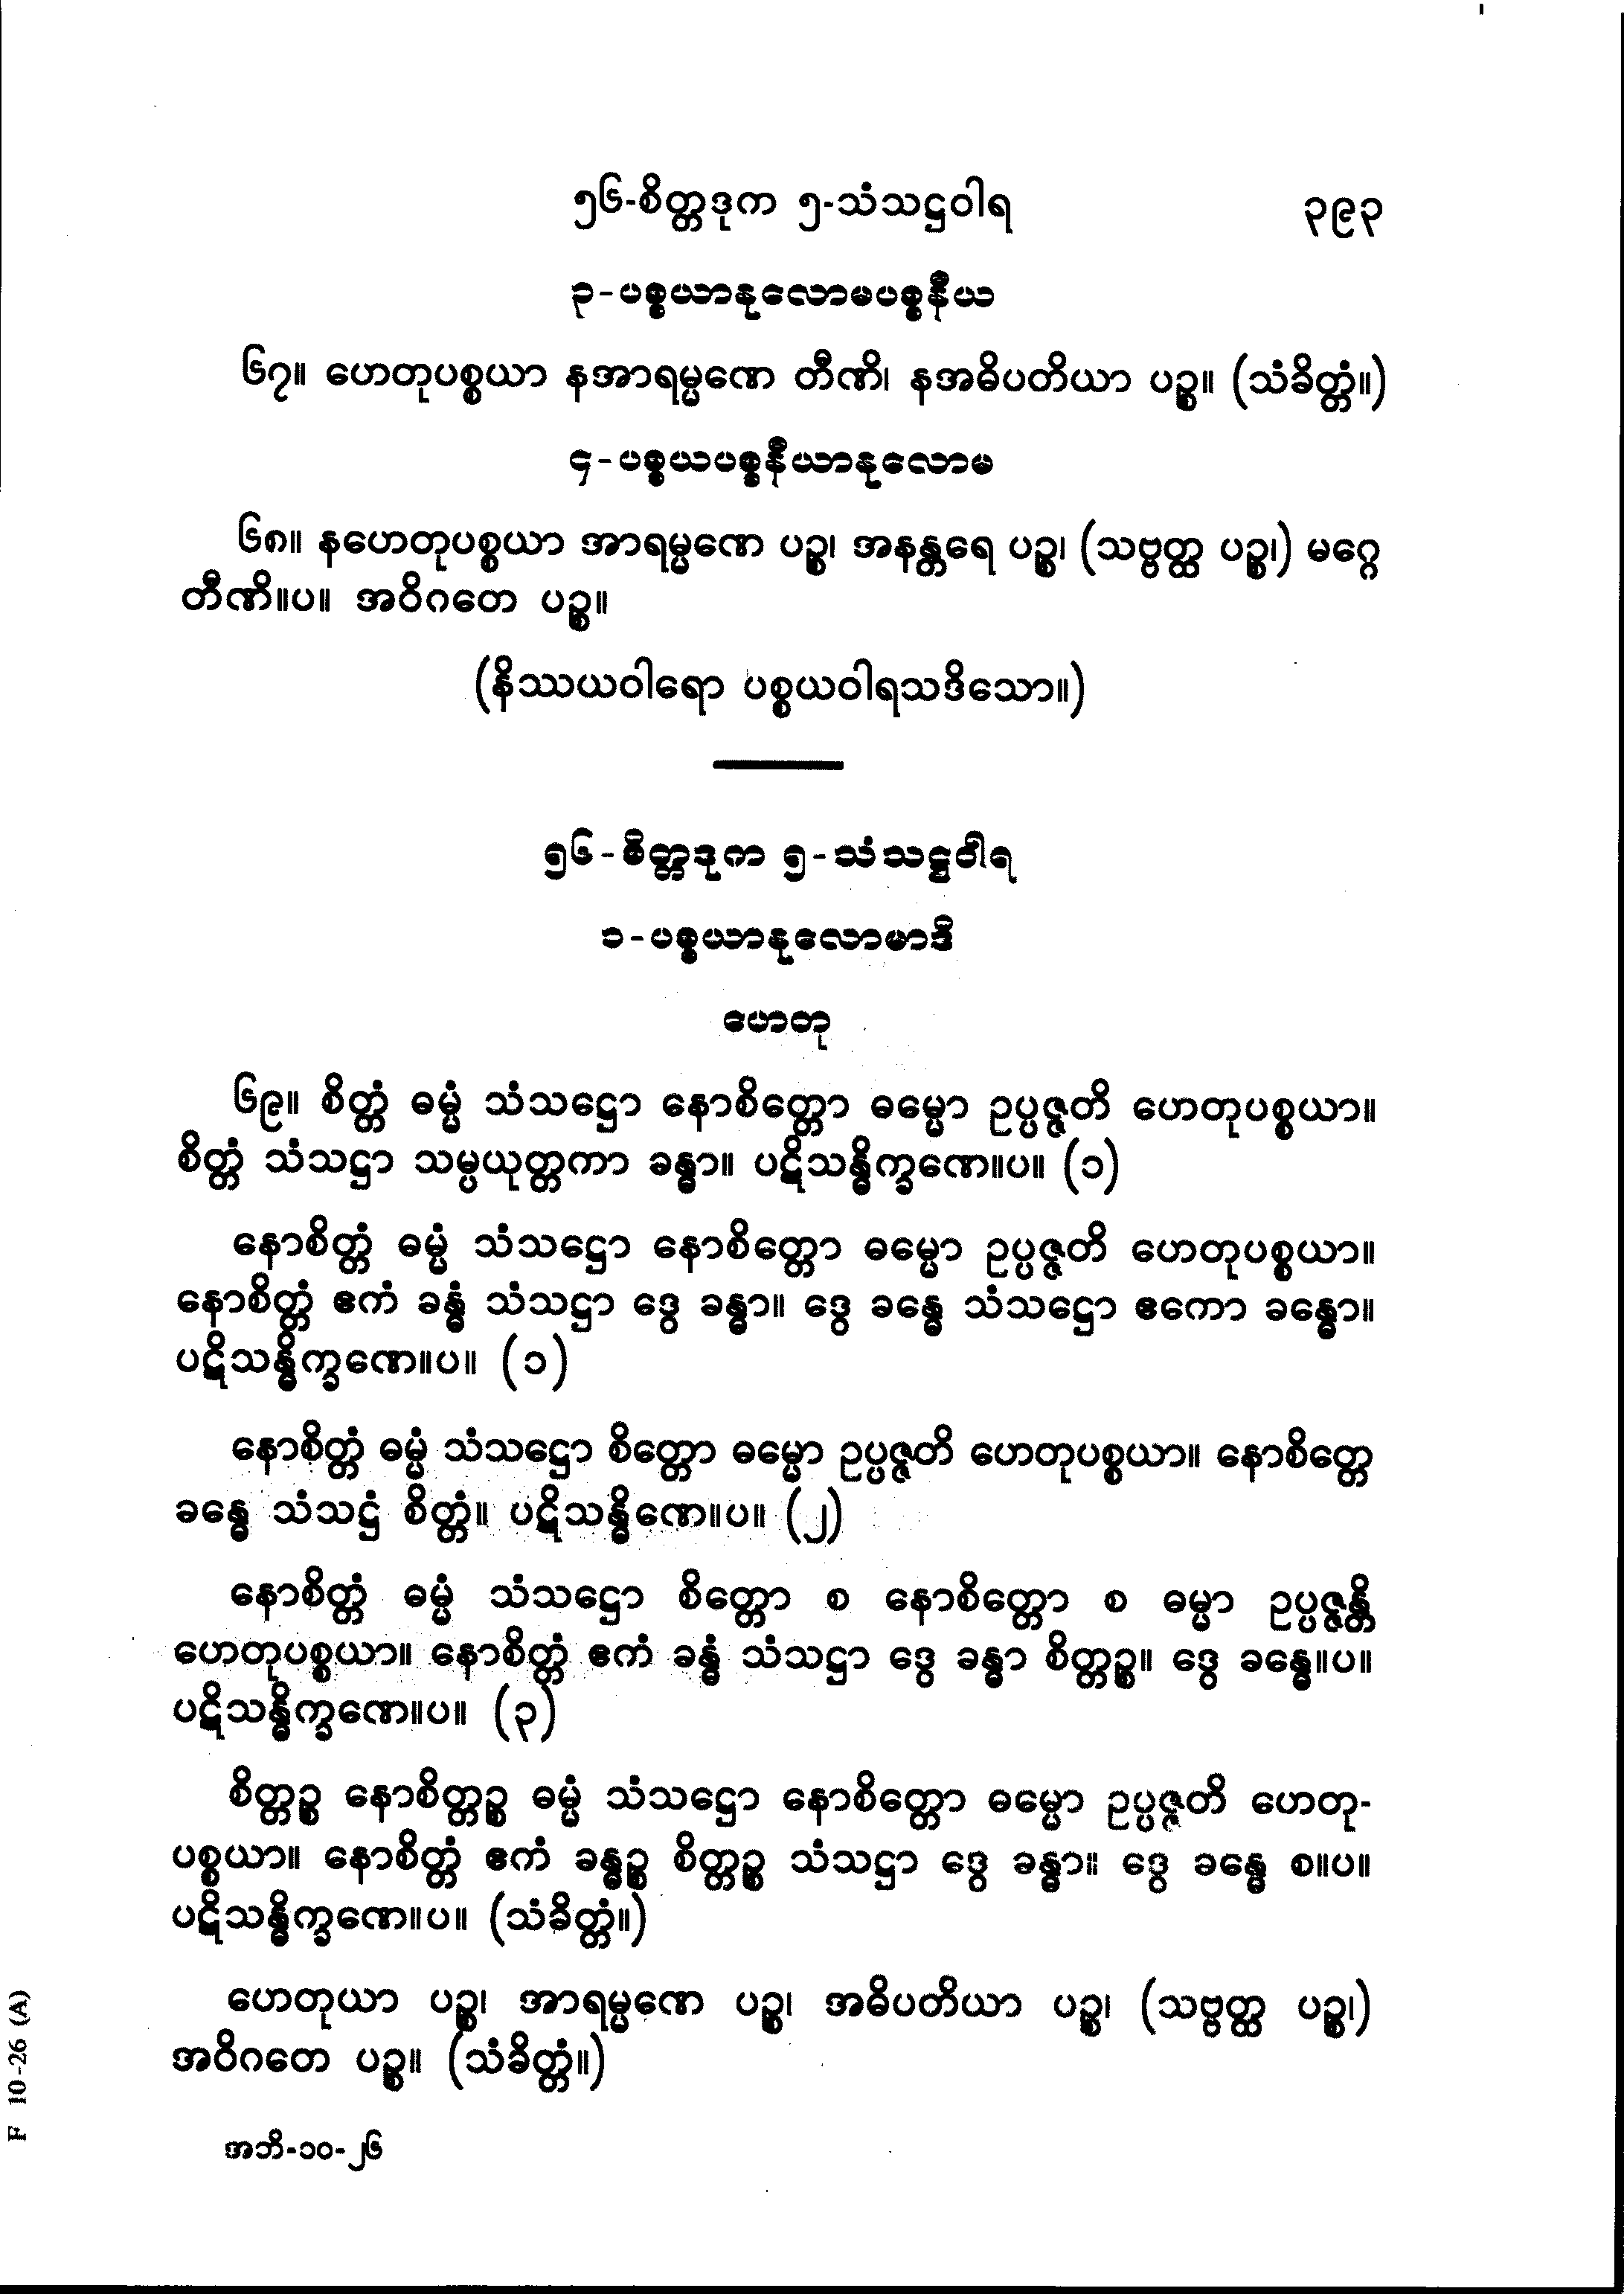 ၅၆-စိတ္တဒုက ၅-သံသဋ္ဌဝါရ ၃၉၃
၃-ပစ္စယာနုလောမပစ္စနီယ
၆၇။ ဟေတုပစ္စယာ နအာရမ္မဏေ တီဏိ၊ နအဓိပတိယာ ပဉ္စ။ (သံခိတ္တံ။)
၄-ပစ္စယပစ္စနီယာနုလောမ
၆၈။ နဟေတုပစ္စယာ အာရမ္မဏေ ပဉ္စ၊ အနန္တရေ ပဉ္စ၊ (သဗ္ဗတ္ထ ပဉ္စ၊) မဂ္ဂေ
တီဏိ။ပ။ အဝိဂတေ ပဉ္စ။
(နိဿယဝါရော ပစ္စယဝါရသဒိသော။)
၅၆-စိတ္တဒုက ၅-သံသဋ္ဌဝါရ
၁-ပစ္စယာနုလောမာဒိ
ဟေတု
၆၉။ စိတ္တံ ဓမ္မံ သံသဋ္ဌော နောစိတ္တော ဓမ္မော ဥပ္ပဇ္ဇတိ ဟေတုပစ္စယာ။
စိတ္တံ သံသဋ္ဌာ သမ္ပယုတ္တကာ ခန္ဓာ။ ပဋိသန္ဓိက္ခဏေ။ပ။ (၁)
နောစိတ္တံ ဓမ္မံ သံသဋ္ဌော နောစိတ္တော ဓမ္မော ဥပ္ပဇ္ဇတိ ဟေတုပစ္စယာ။
နောစိတ္တံ ဧကံ ခန္ဓံ သံသဋ္ဌာ ဒွေ ခန္ဓာ။ ဒွေ ခန္ဓေ သံသဋ္ဌော ဧကော ခန္ဓော။
ပဋိသန္ဓိက္ခဏေ။ပ။ (၁)
နောစိတ္တံ ဓမ္မံ သံသဋ္ဌော စိတ္တော ဓမ္မော ဥပ္ပဇ္ဇတိ ဟေတုပစ္စယာ။ နောစိတ္တေ
ခန္ဓေ သံသဋ္ဌံ စိတ္တံ။ ပဋိသန္ဓိဏေ။ပ။ (၂)
နောစိတ္တံ ဓမ္မံ သံသဋ္ဌော စိတ္တော စ နောစိတ္တော စ ဓမ္မာ ဥပ္ပဇ္ဇန္တိ
ဟေတုပစ္စယာ။ နောစိတ္တံ ဧကံ ခန္ဓံ သံသဋ္ဌာ ဒွေ ခန္ဓာ စိတ္တဉ္စ။ ဒွေ ခန္ဓေ။ပ။
ပဋိသန္ဓိက္ခဏေ။ပ။ (၃)
စိတ္တဉ္စ နောစိတ္တဉ္စ ဓမ္မံ သံသဋ္ဌော နောစိတ္တော ဓမ္မော ဥပ္ပဇ္ဇတိ ဟေတု-
ပစ္စယာ။ နောစိတ္တံ ဧကံ ခန္ဓဉ္စ စိတ္တဉ္စ သံသဋ္ဌာ ဒွေ ခန္ဓာ။ ဒွေ ခန္ဓေ စ။ပ။
ပဋိသန္ဓိက္ခဏေ။ပ။ (သံခိတ္တံ။)
ဟေတုယာ ပဉ္စ၊ အာရမ္မဏေ ပဉ္စ၊ အဓိပတိယာ ပဉ္စ၊ (သဗ္ဗတ္ထ ပဉ္စ၊)
အဝိဂတေ ပဉ္စ။ (သံခိတ္တံ။)
အဘိ-၁၀-၂၆
F 10-26 (A)